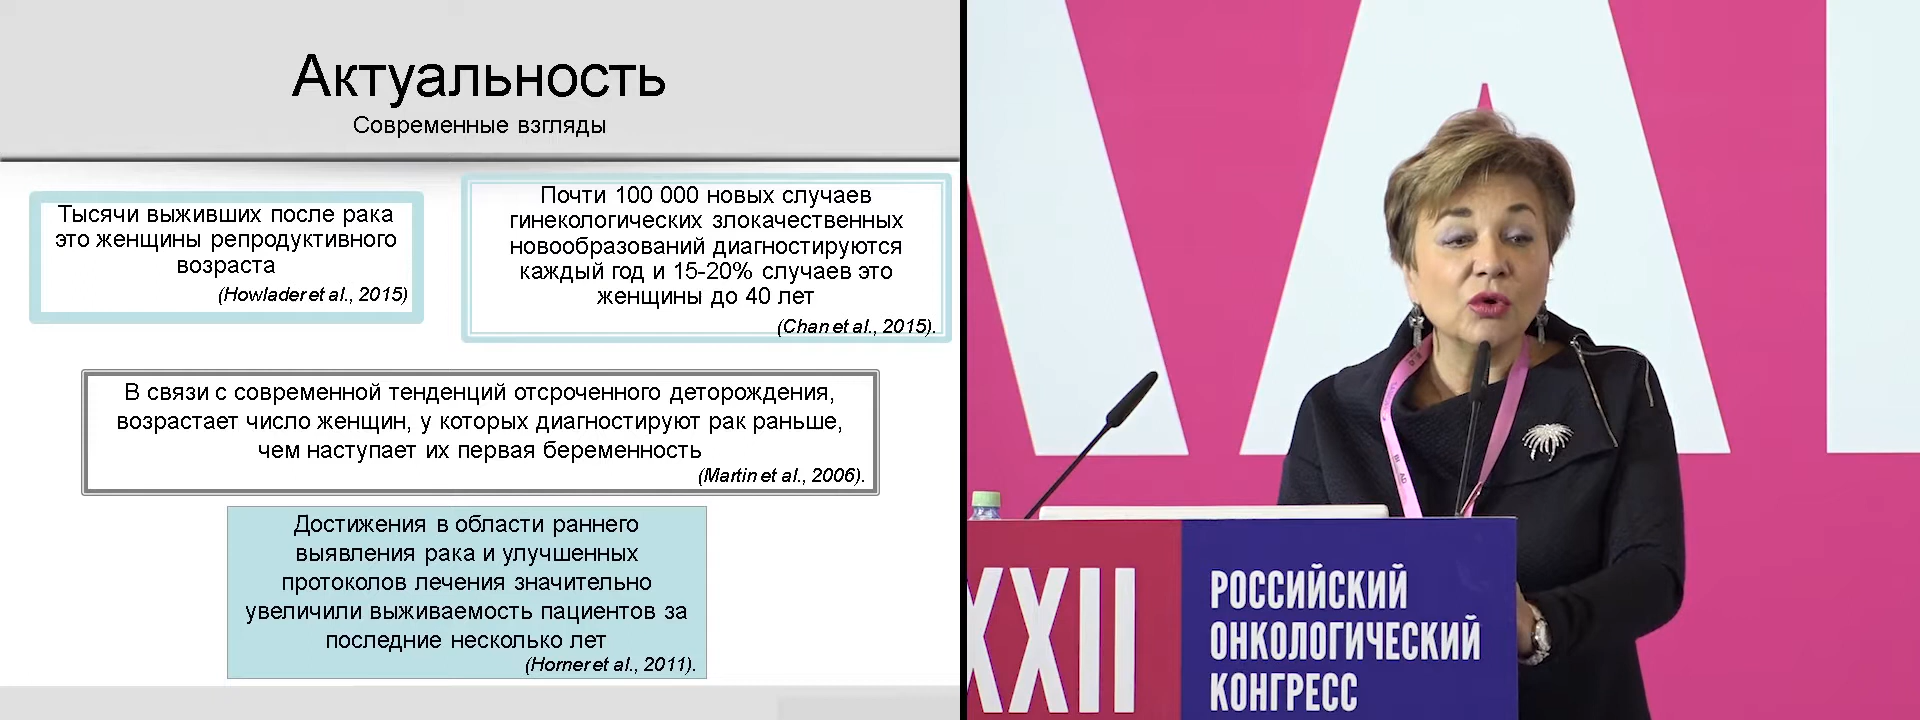 Актуальность
Современные взгляды
Тысячи выживших после рака
это женщины репродуктивного
возраста
(Howlader et al., 2015)
Почти 100 000 новых случаев
гинекологических злокачественных
новообразований диагностируются
каждый год и 15-20% случаев это
женщины до 40 лет
(Chan et al., 2015).
В связи с современной тенденций отсроченного деторождения,
возрастает число женщин, у которых диагностируют рак раньше,
чем наступает их первая беременность
(Martin et al., 2006).
Достижения в области раннего
выявления рака и улучшенных
протоколов лечения значительно
увеличили выживаемость пациентов за
последние несколько лет
(Horner et al., 2011).
XXII
РОССИЙСКИЙ
ОНКОЛОГИЧЕСКИЙ
КОНГРЕСС